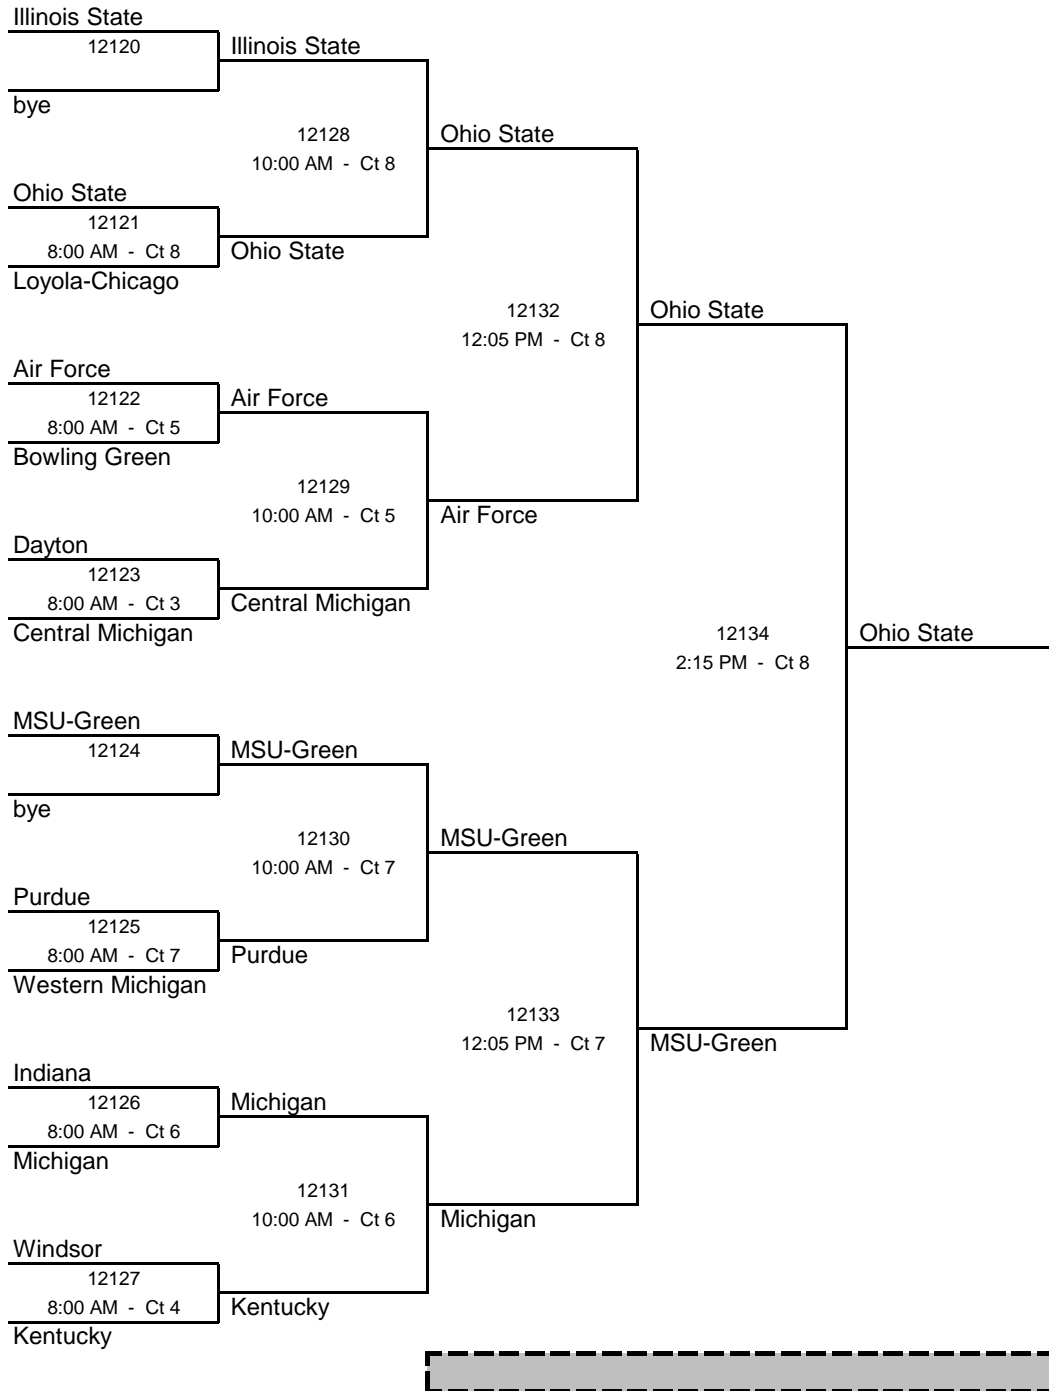 Illinois State
12120
Illinois State
bye
12128
Ohio State
10:00 AM - Ct 8
Ohio State
12121
8:00 AM - Ct 8
Ohio State
Loyola-Chicago
12132
Ohio State
12:05 PM - Ct 8
Air Force
12122
Air Force
8:00 AM - Ct 5
Bowling Green
12129
10:00 AM - Ct 5
Air Force
Dayton
12123
8:00 AM - Ct 3
Central Michigan
Central Michigan
12134
Ohio State
2:15 PM - Ct 8
MSU-Green
12124
MSU-Green
bye
12130
MSU-Green
10:00 AM - Ct 7
Purdue
12125
8:00 AM - Ct 7
Purdue
Western Michigan
12133
12:05 PM - Ct 7
MSU-Green
Indiana
12126
Michigan
8:00 AM - Ct 6
Michigan
12131
10:00 AM - Ct 6
Michigan
Windsor
12127
8:00 AM - Ct 4
Kentucky
Kentucky